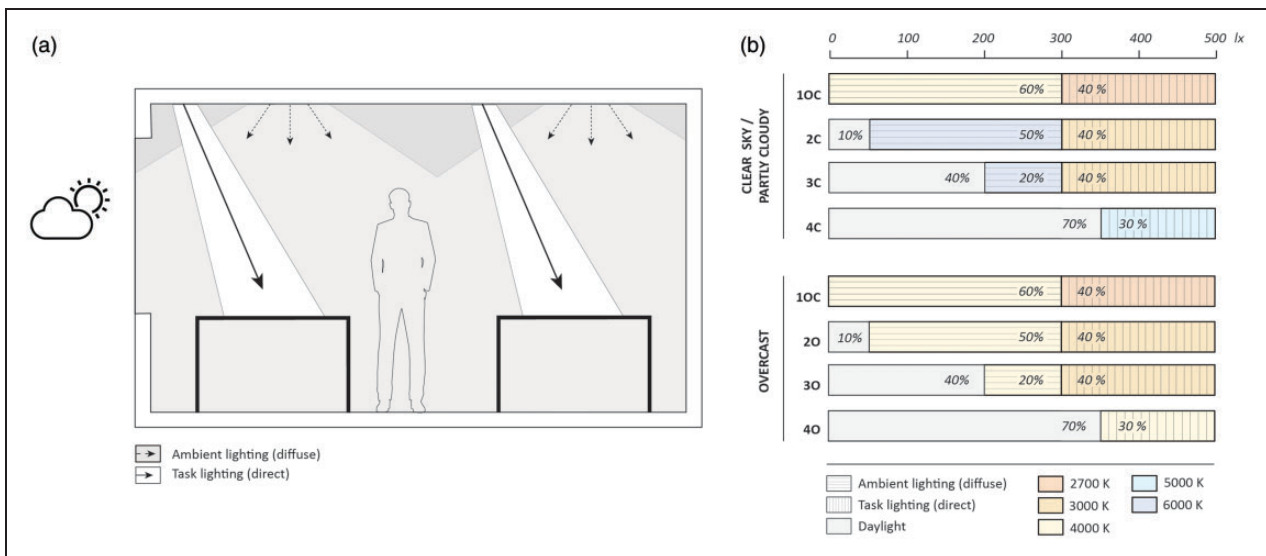 (a)
Ambient lighting (diffuse)
Task lighting (direct)
(b)
0 100 200 300 400 500 lx
CLEAR SKY /
PARTLY CLOUDY
1OC 60% 40 %
2C 10% 50% 40 %
3C 40% 20% 40 %
4C 70% 30 %
OVERCAST
1OC 60% 40 %
2O 10% 50% 40 %
3O 40% 20% 40 %
4O 70% 30 %
Ambient lighting (diffuse) 2700 K 5000 K
Task lighting (direct) 3000 K 6000 K
Daylight 4000 K